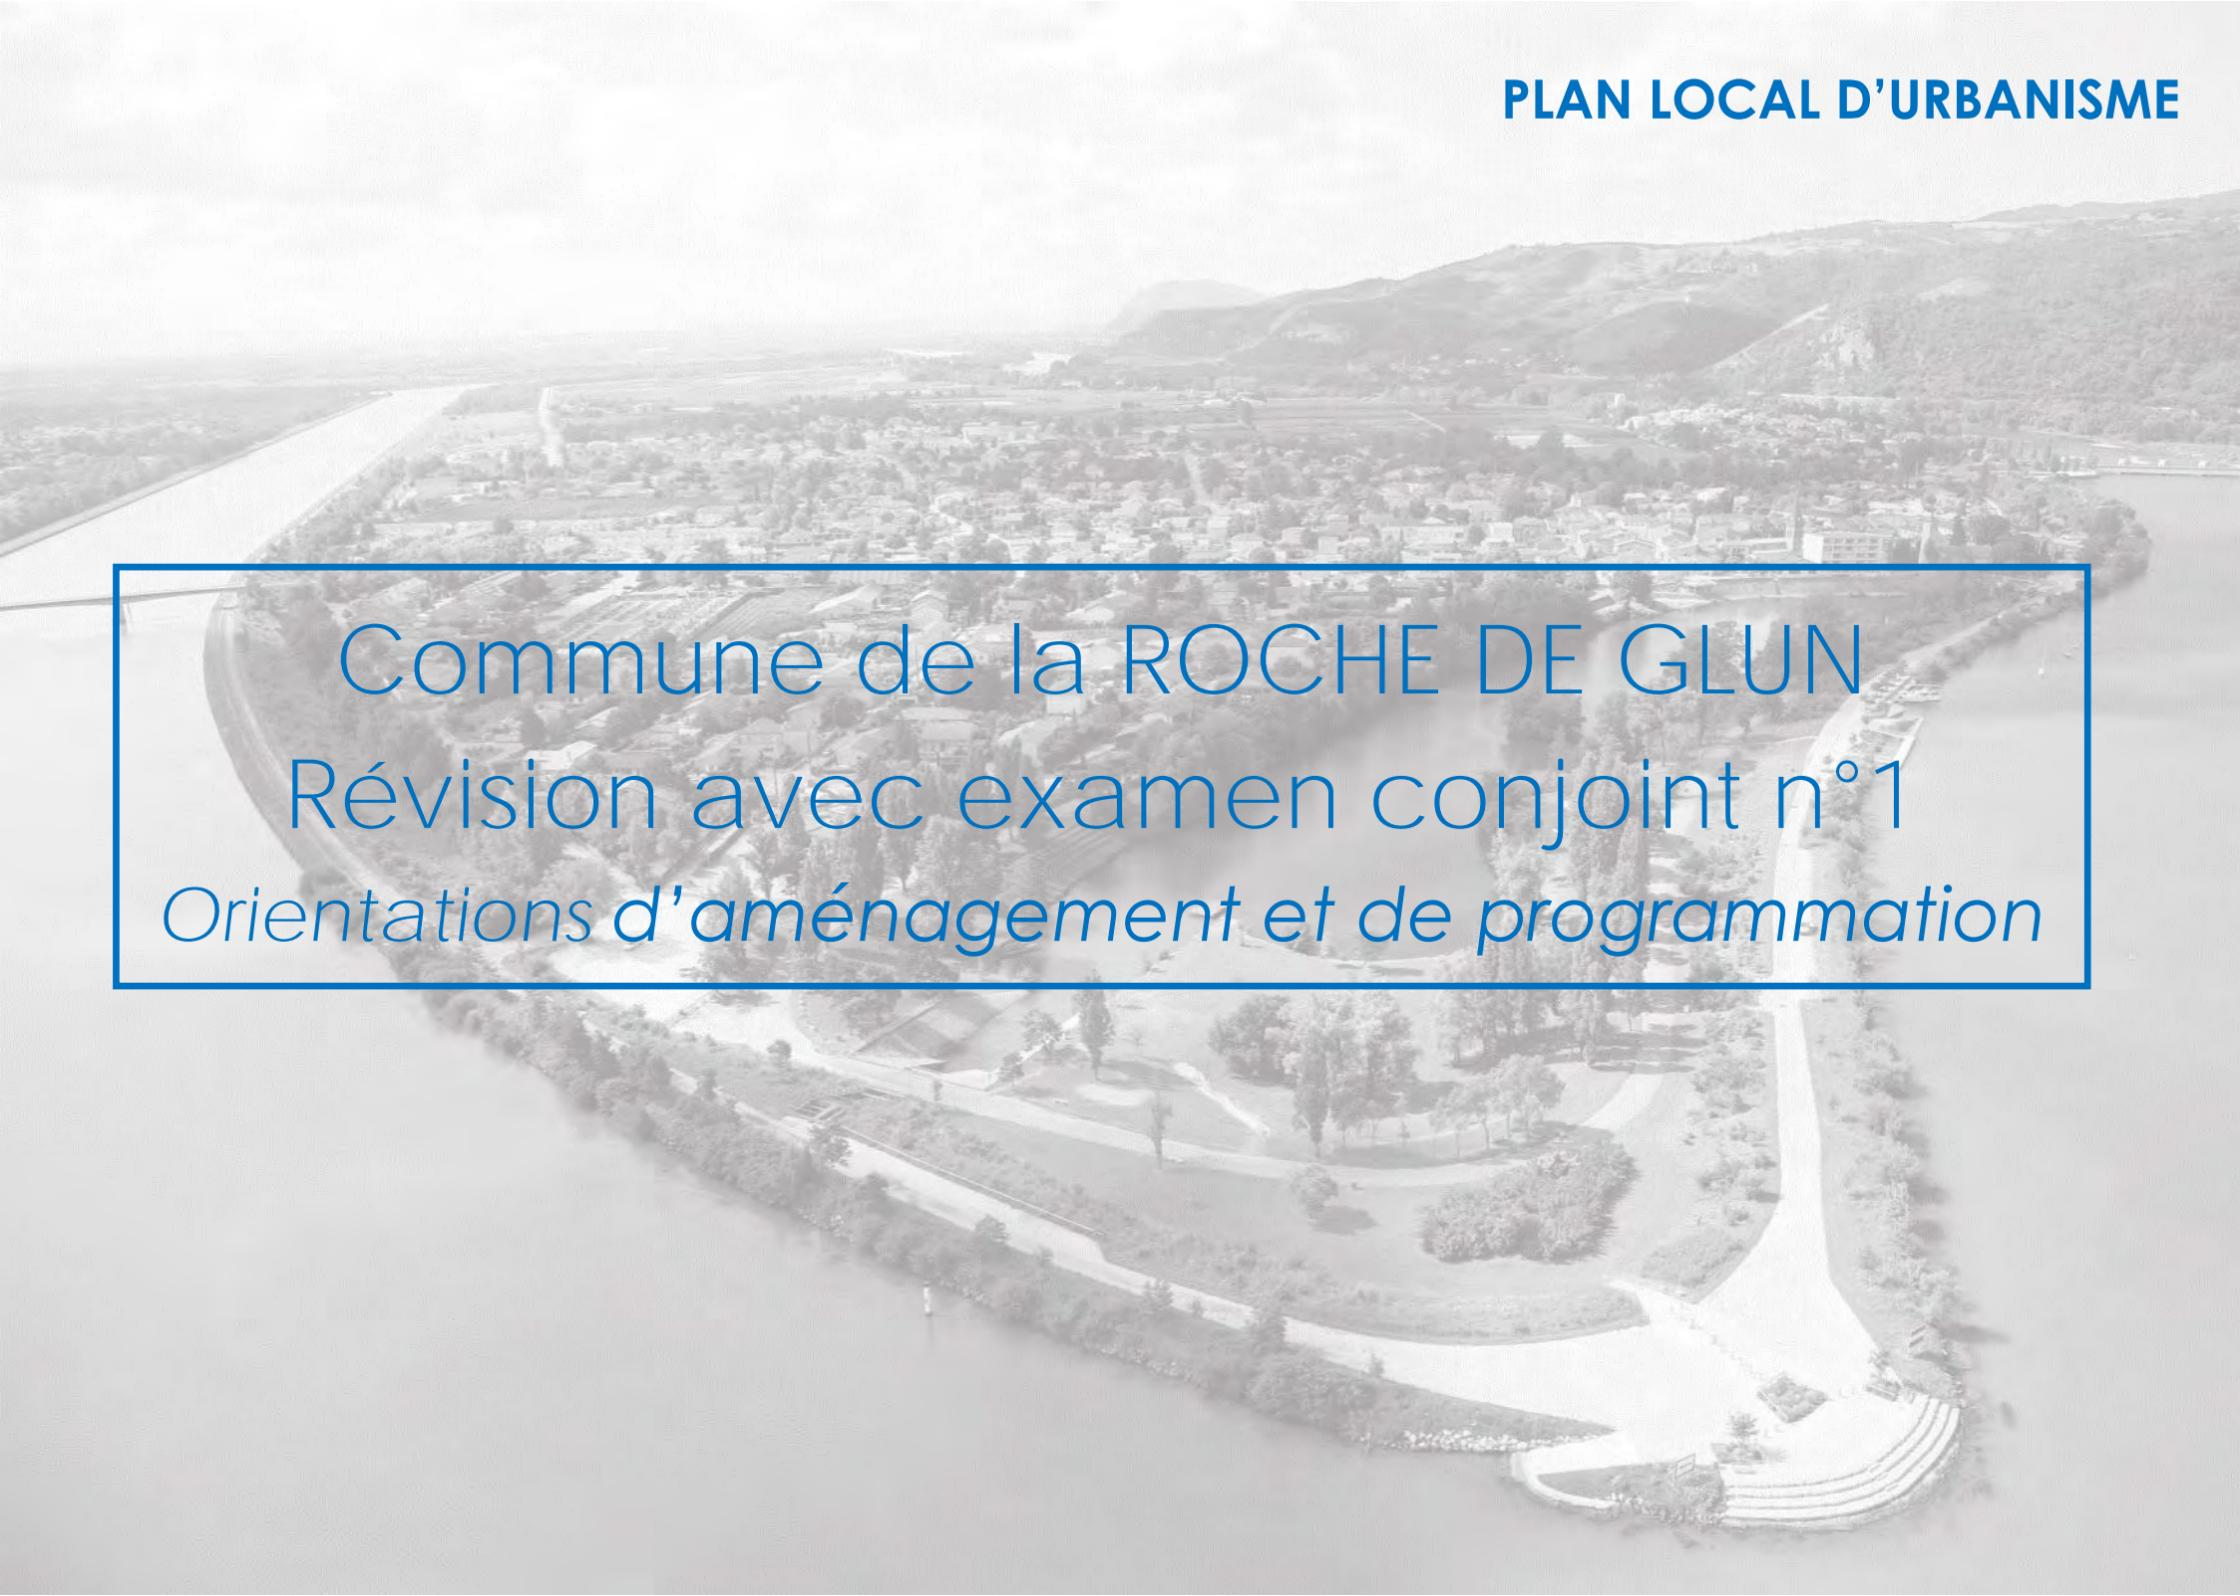 PLAN LOCAL D’URBANISME
Commune de la ROCHE DE GLUN
Révision avec examen conjoint n°1
Orientations d’aménagement et de programmation